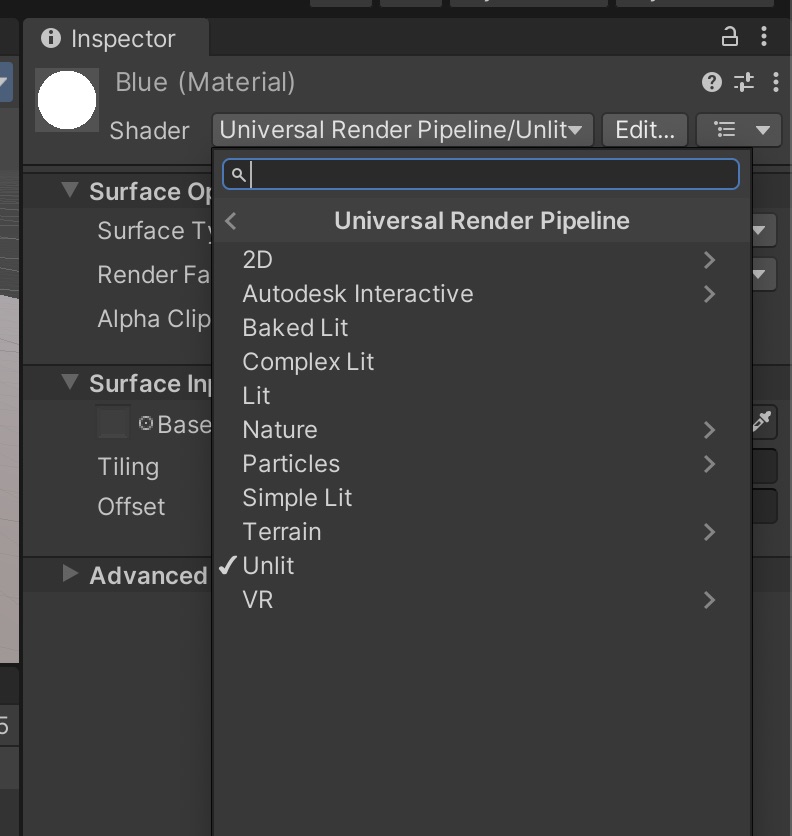 Inspector
Blue (Material)
Shader
Universal Render Pipeline/Unlit
Edit...
Surface Op
Surface Ty
Render Fa
Alpha Clip
Surface Inp
Base
Tiling
Offset
Advanced
Universal Render Pipeline
2D
Autodesk Interactive
Baked Lit
Complex Lit
Lit
Nature
Particles
Simple Lit
Terrain
Unlit
VR
5